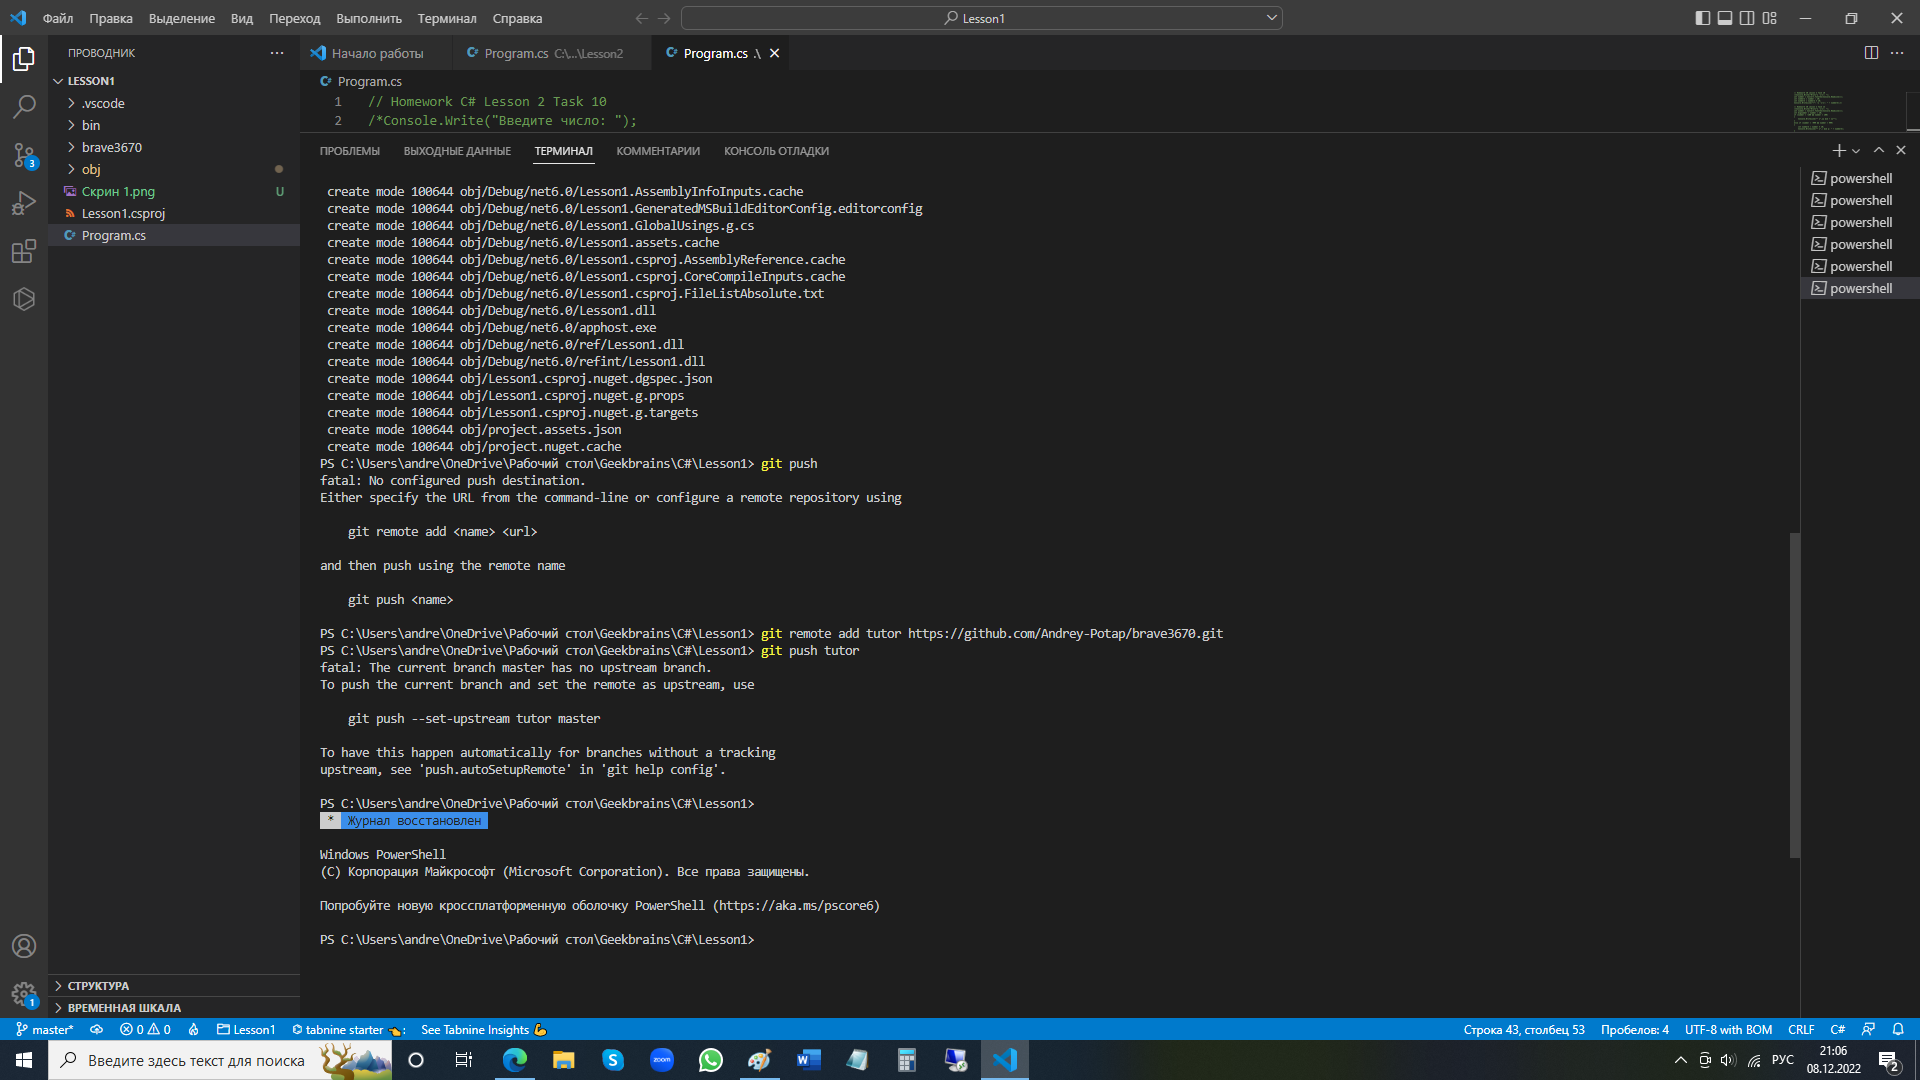 Файл Правка Выделение Вид Переход Выполнить Терминал Справка
Lesson1
ПРОВОДНИК
Начало работы
Program.cs C:\...\Lesson2
Program.cs .\
LESSON1
.vscode
bin
brave3670
obj
Скрин 1.png U
Lesson1.csproj
Program.cs
3
Program.cs
1 // Homework C# Lesson 2 Task 10
2 /*Console.Write("Введите число: ");
ПРОБЛЕМЫ ВЫХОДНЫЕ ДАННЫЕ ТЕРМИНАЛ КОММЕНТАРИИ КОНСОЛЬ ОТЛАДКИ
create mode 100644 obj/Debug/net6.0/Lesson1.AssemblyInfoInputs.cache
create mode 100644 obj/Debug/net6.0/Lesson1.GeneratedMSBuildEditorConfig.editorconfig
create mode 100644 obj/Debug/net6.0/Lesson1.GlobalUsings.g.cs
create mode 100644 obj/Debug/net6.0/Lesson1.assets.cache
create mode 100644 obj/Debug/net6.0/Lesson1.csproj.AssemblyReference.cache
create mode 100644 obj/Debug/net6.0/Lesson1.csproj.CoreCompileInputs.cache
create mode 100644 obj/Debug/net6.0/Lesson1.csproj.FileListAbsolute.txt
create mode 100644 obj/Debug/net6.0/Lesson1.dll
create mode 100644 obj/Debug/net6.0/apphost.exe
create mode 100644 obj/Debug/net6.0/ref/Lesson1.dll
create mode 100644 obj/Debug/net6.0/refint/Lesson1.dll
create mode 100644 obj/Lesson1.csproj.nuget.dgspec.json
create mode 100644 obj/Lesson1.csproj.nuget.g.props
create mode 100644 obj/Lesson1.csproj.nuget.g.targets
create mode 100644 obj/project.assets.json
create mode 100644 obj/project.nuget.cache
PS C:\Users\andre\OneDrive\Рабочий стол\Geekbrains\C#\Lesson1> git push
fatal: No configured push destination.
Either specify the URL from the command-line or configure a remote repository using
git remote add <name> <url>
and then push using the remote name
git push <name>
PS C:\Users\andre\OneDrive\Рабочий стол\Geekbrains\C#\Lesson1> git remote add tutor https://github.com/Andrey-Potap/brave3670.git
PS C:\Users\andre\OneDrive\Рабочий стол\Geekbrains\C#\Lesson1> git push tutor
fatal: The current branch master has no upstream branch.
To push the current branch and set the remote as upstream, use
git push --set-upstream tutor master
To have this happen automatically for branches without a tracking
upstream, see 'push.autoSetupRemote' in 'git help config'.
PS C:\Users\andre\OneDrive\Рабочий стол\Geekbrains\C#\Lesson1>
* Журнал восстановлен
Windows PowerShell
(C) Корпорация Майкрософт (Microsoft Corporation). Все права защищены.
Попробуйте новую кроссплатформенную оболочку PowerShell (https://aka.ms/pscore6)
PS C:\Users\andre\OneDrive\Рабочий стол\Geekbrains\C#\Lesson1>
powershell
powershell
powershell
powershell
powershell
powershell
СТРУКТУРА
ВРЕМЕННАЯ ШКАЛА
1
master* 0 0 Lesson1 tabnine starter See Tabnine Insights
Строка 43, столбец 53 Пробелов: 4 UTF-8 with BOM CRLF C#
Введите здесь текст для поиска
zoom
РУС
21:06
08.12.2022
2